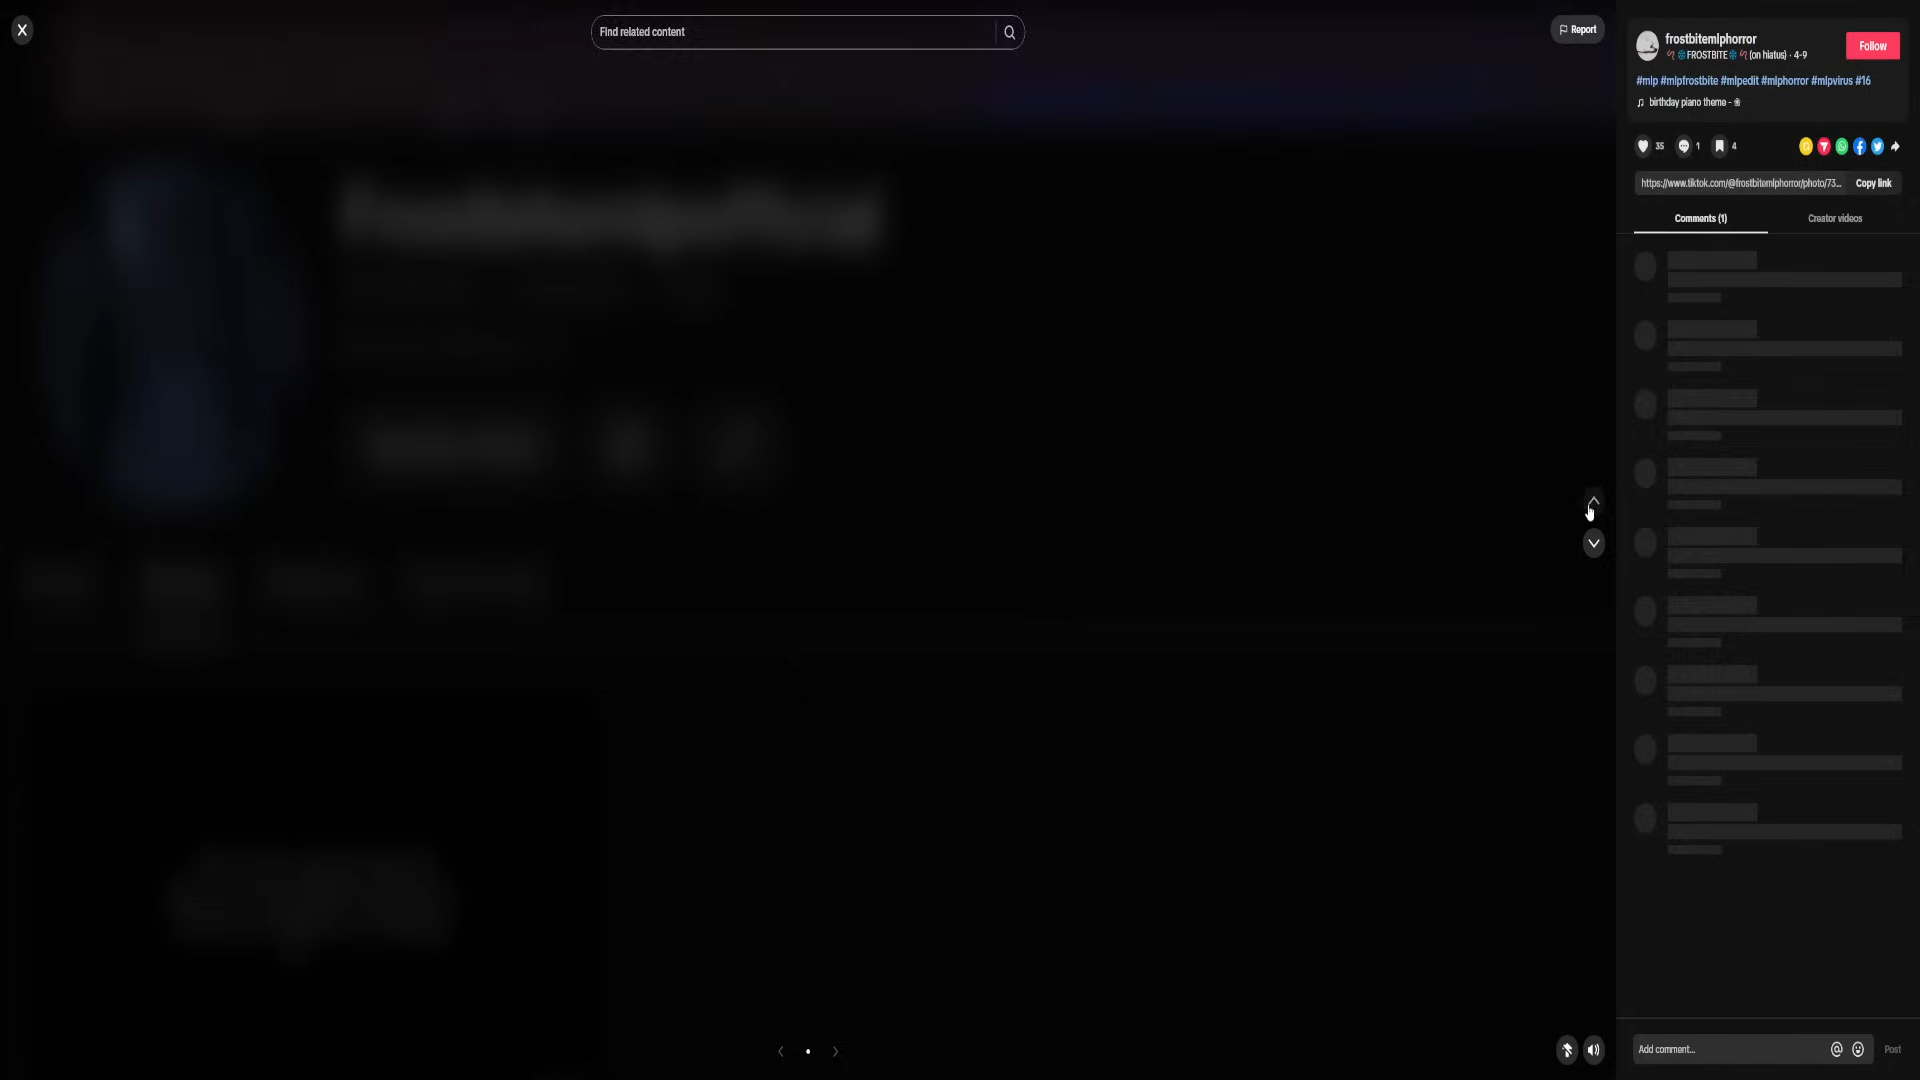 Find related content
Report
frostbitemlphorror
FROSTBITE (on hiatus) · 4-9
Follow
#mlp #mlpfrostbite #mlpedit #mlphorror #mlpvirus #16
birthday piano theme -
35
1
4
https://www.tiktok.com/@frostbitemlphorror/photo/73...
Copy link
Comments (1)
Creator videos
Add comment...
Post